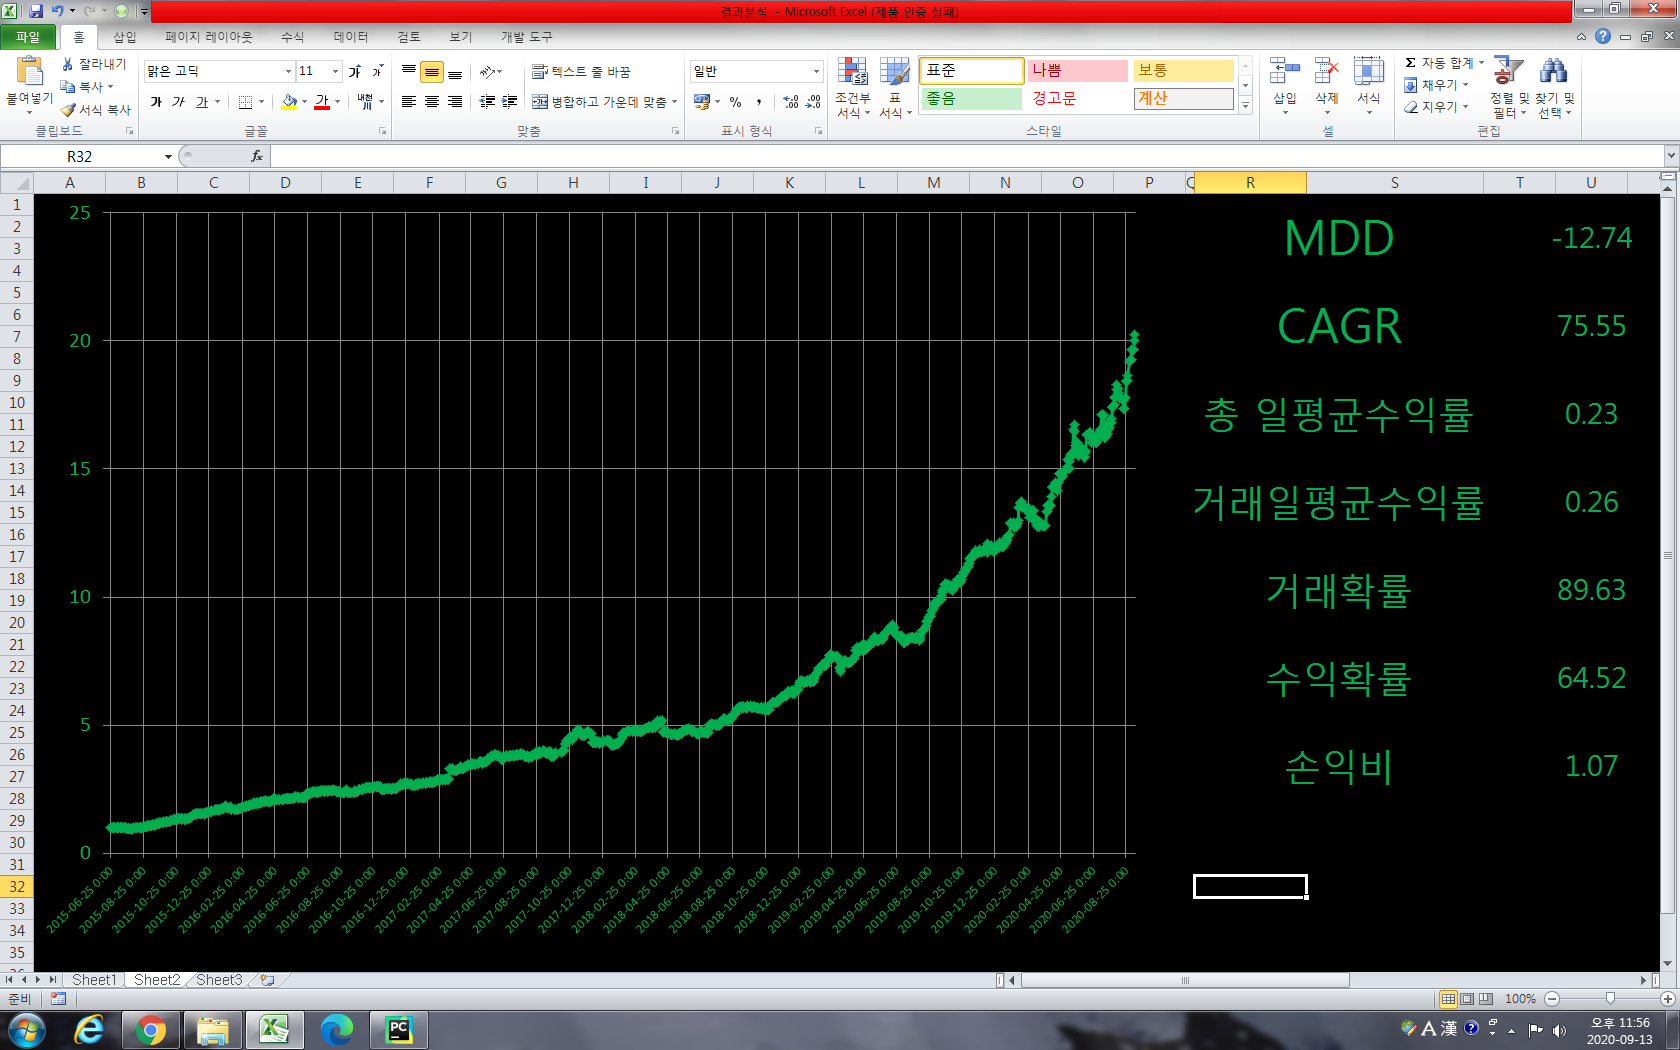 결과분석 - Microsoft Excel (제품 인증 실패)
파일 홈 삽입 페이지 레이아웃 수식 데이터 검토 보기 개발 도구
붙여넣기 잘라내기 복사 서식 복사
클립보드
맑은 고딕 11
가 가 가 가 가 가 내천
글꼴
텍스트 줄 바꿈
병합하고 가운데 맞춤
맞춤
일반
% ,
표시 형식
조건부 서식 표 서식
표준 나쁨 보통
좋음 경고문 계산
스타일
삽입 삭제 서식
셀
Σ 자동 합계
채우기
지우기
정렬 및 필터 찾기 및 선택
편집
R32 fx
A B C D E F G H I J K L M N O P Q R S T U
1
2
3
4
5
6
7
8
9
10
11
12
13
14
15
16
17
18
19
20
21
22
23
24
25
26
27
28
29
30
31
32
33
34
35
25
20
15
10
5
0
2015-06-25 0:00
2015-08-25 0:00
2015-10-25 0:00
2015-12-25 0:00
2016-02-25 0:00
2016-04-25 0:00
2016-06-25 0:00
2016-08-25 0:00
2016-10-25 0:00
2016-12-25 0:00
2017-02-25 0:00
2017-04-25 0:00
2017-06-25 0:00
2017-08-25 0:00
2017-10-25 0:00
2017-12-25 0:00
2018-02-25 0:00
2018-04-25 0:00
2018-06-25 0:00
2018-08-25 0:00
2018-10-25 0:00
2018-12-25 0:00
2019-02-25 0:00
2019-04-25 0:00
2019-06-25 0:00
2019-08-25 0:00
2019-10-25 0:00
2019-12-25 0:00
2020-02-25 0:00
2020-04-25 0:00
2020-06-25 0:00
2020-08-25 0:00
MDD -12.74
CAGR 75.55
총 일평균수익률 0.23
거래일평균수익률 0.26
거래확률 89.63
수익확률 64.52
손익비 1.07
Sheet1 Sheet2 Sheet3
준비 100%
PC A 漢 오후 11:56
2020-09-13